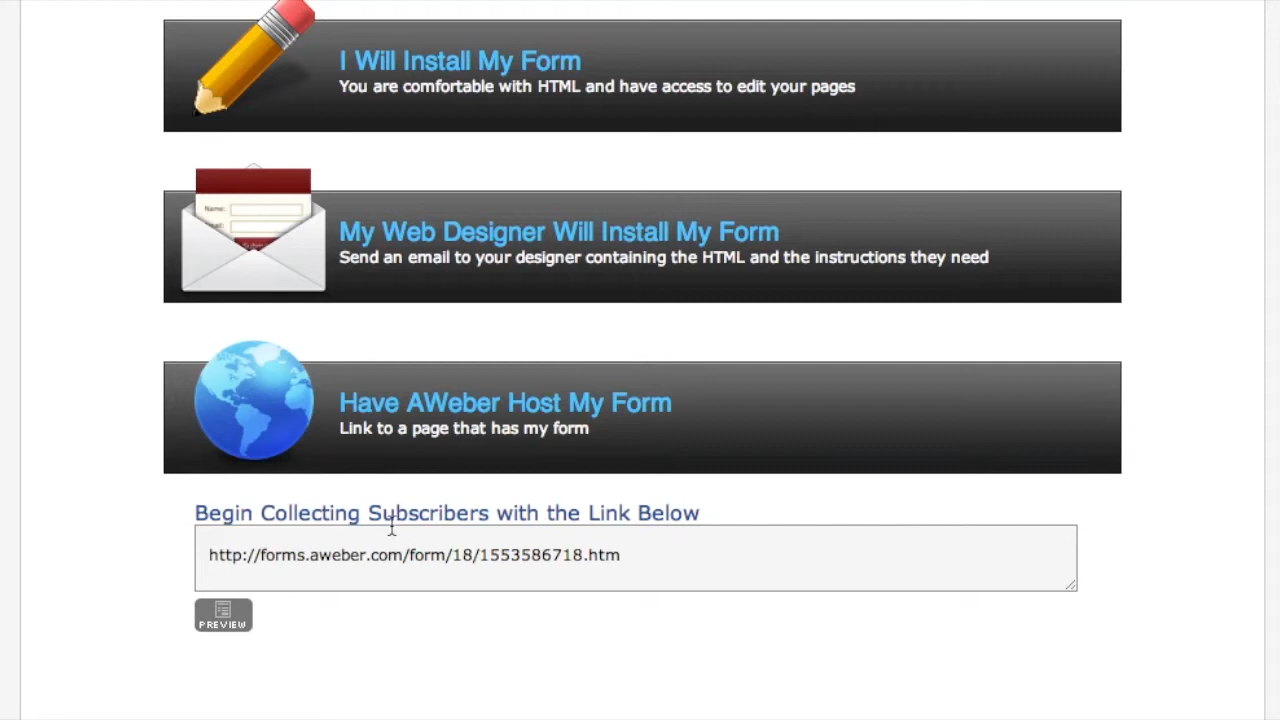 I Will Install My Form
You are comfortable with HTML and have access to edit your pages
Name:
My Web Designer Will Install My Form
Send an email to your designer containing the HTML and the instructions they need
Have AWeber Host My Form
Link to a page that has my form
Begin Collecting Subscribers with the Link Below
http://forms.aweber.com/form/18/1553586718.htm
PREVIEW